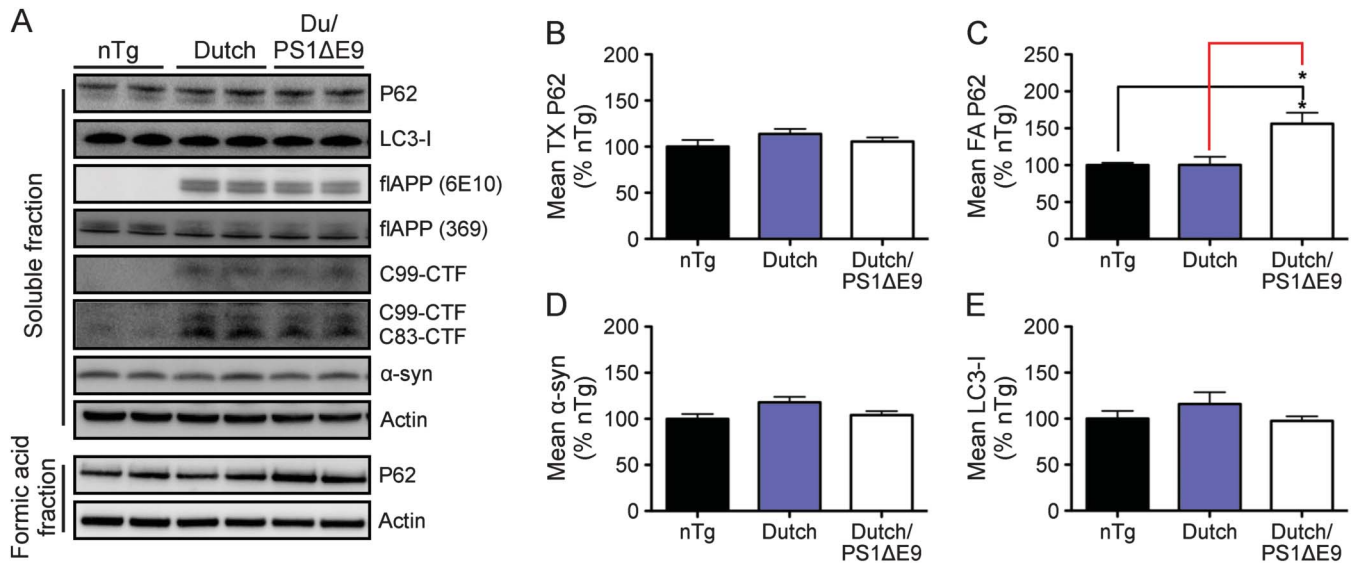 A
nTg
Dutch
Du/
PS1ΔE9
Soluble fraction
P62
LC3-I
flAPP (6E10)
flAPP (369)
C99-CTF
C99-CTF
C83-CTF
α-syn
Actin
Formic acid
fraction
P62
Actin
B
Mean TX P62
(% nTg)
200
150
100
50
0
nTg
Dutch
Dutch/
PS1ΔE9
C
Mean FA P62
(% nTg)
250
200
150
100
50
0
*
*
nTg
Dutch
Dutch/
PS1ΔE9
D
Mean α-syn
(% nTg)
200
150
100
50
0
nTg
Dutch
Dutch/
PS1ΔE9
E
Mean LC3-I
(% nTg)
200
150
100
50
0
nTg
Dutch
Dutch/
PS1ΔE9